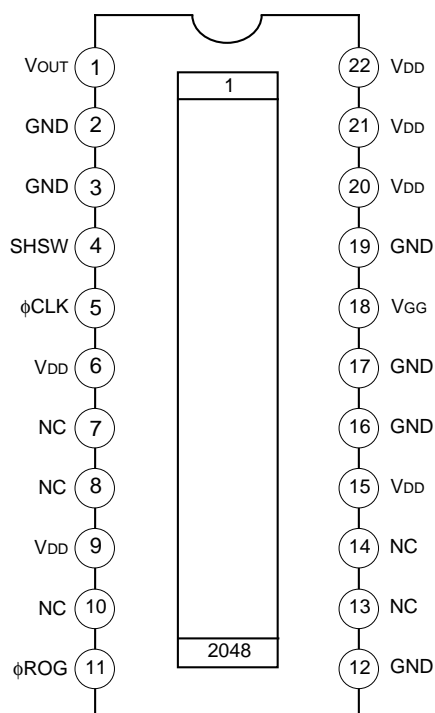 VOUT 1 1 22 VDD
GND 2 21 VDD
GND 3 20 VDD
SHSW 4 19 GND
ϕCLK 5 18 VGG
VDD 6 17 GND
NC 7 16 GND
NC 8 15 VDD
VDD 9 14 NC
NC 10 13 NC
ϕROG 11 2048 12 GND